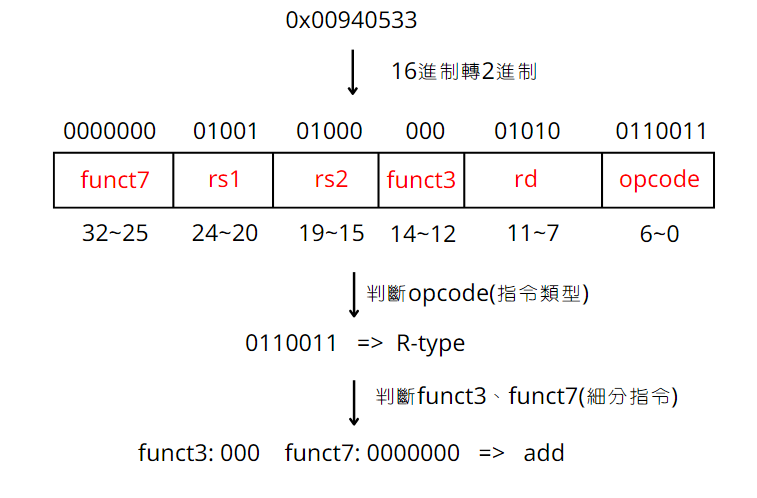 0x00940533
16進制轉2進制
0000000 01001 01000 000 01010 0110011
funct7 rs1 rs2 funct3 rd opcode
32~25 24~20 19~15 14~12 11~7 6~0
判斷opcode(指令類型)
0110011 => R-type
判斷funct3、funct7(細分指令)
funct3: 000 funct7: 0000000 => add